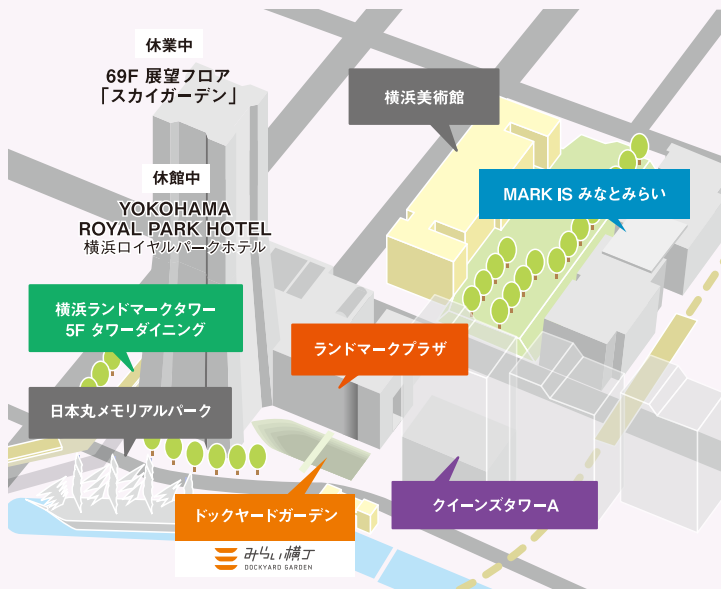 休業中
69F 展望フロア
「スカイガーデン」
横浜美術館
休館中
YOKOHAMA
ROYAL PARK HOTEL
横浜ロイヤルパークホテル
MARK IS みなとみらい
横浜ランドマークタワー
5F タワーダイニング
ランドマークプラザ
日本丸メモリアルパーク
クイーンズタワーA
ドックヤードガーデン
みらい横丁
DOCKYARD GARDEN